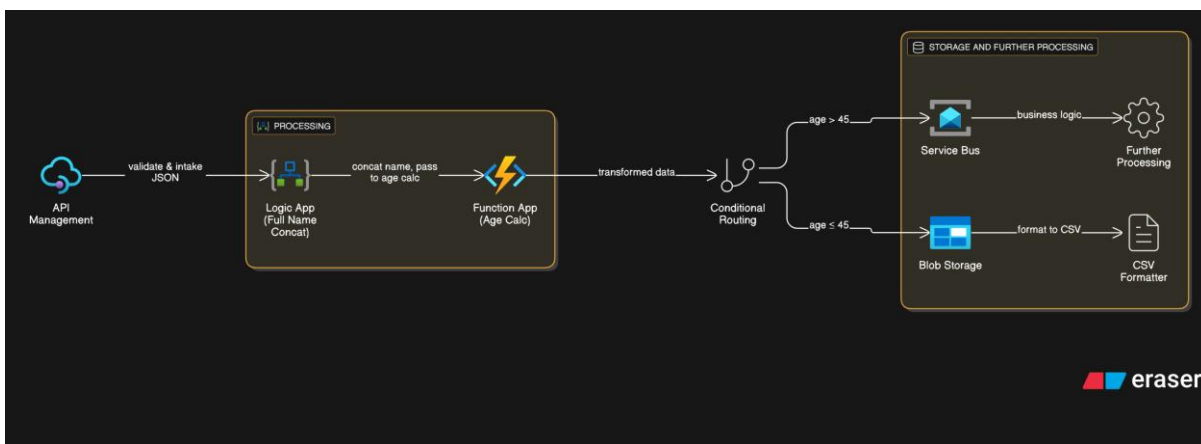 STORAGE AND FURTHER PROCESSING
PROCESSING
age > 45
business logic
Service Bus
Further
Processing
validate & intake
JSON
concat name, pass
to age calc
transformed data
API
Management
Logic App
(Full Name
Concat)
Function App
(Age Calc)
Conditional
Routing
age ≤ 45
format to CSV
Blob Storage
CSV
Formatter
eraser